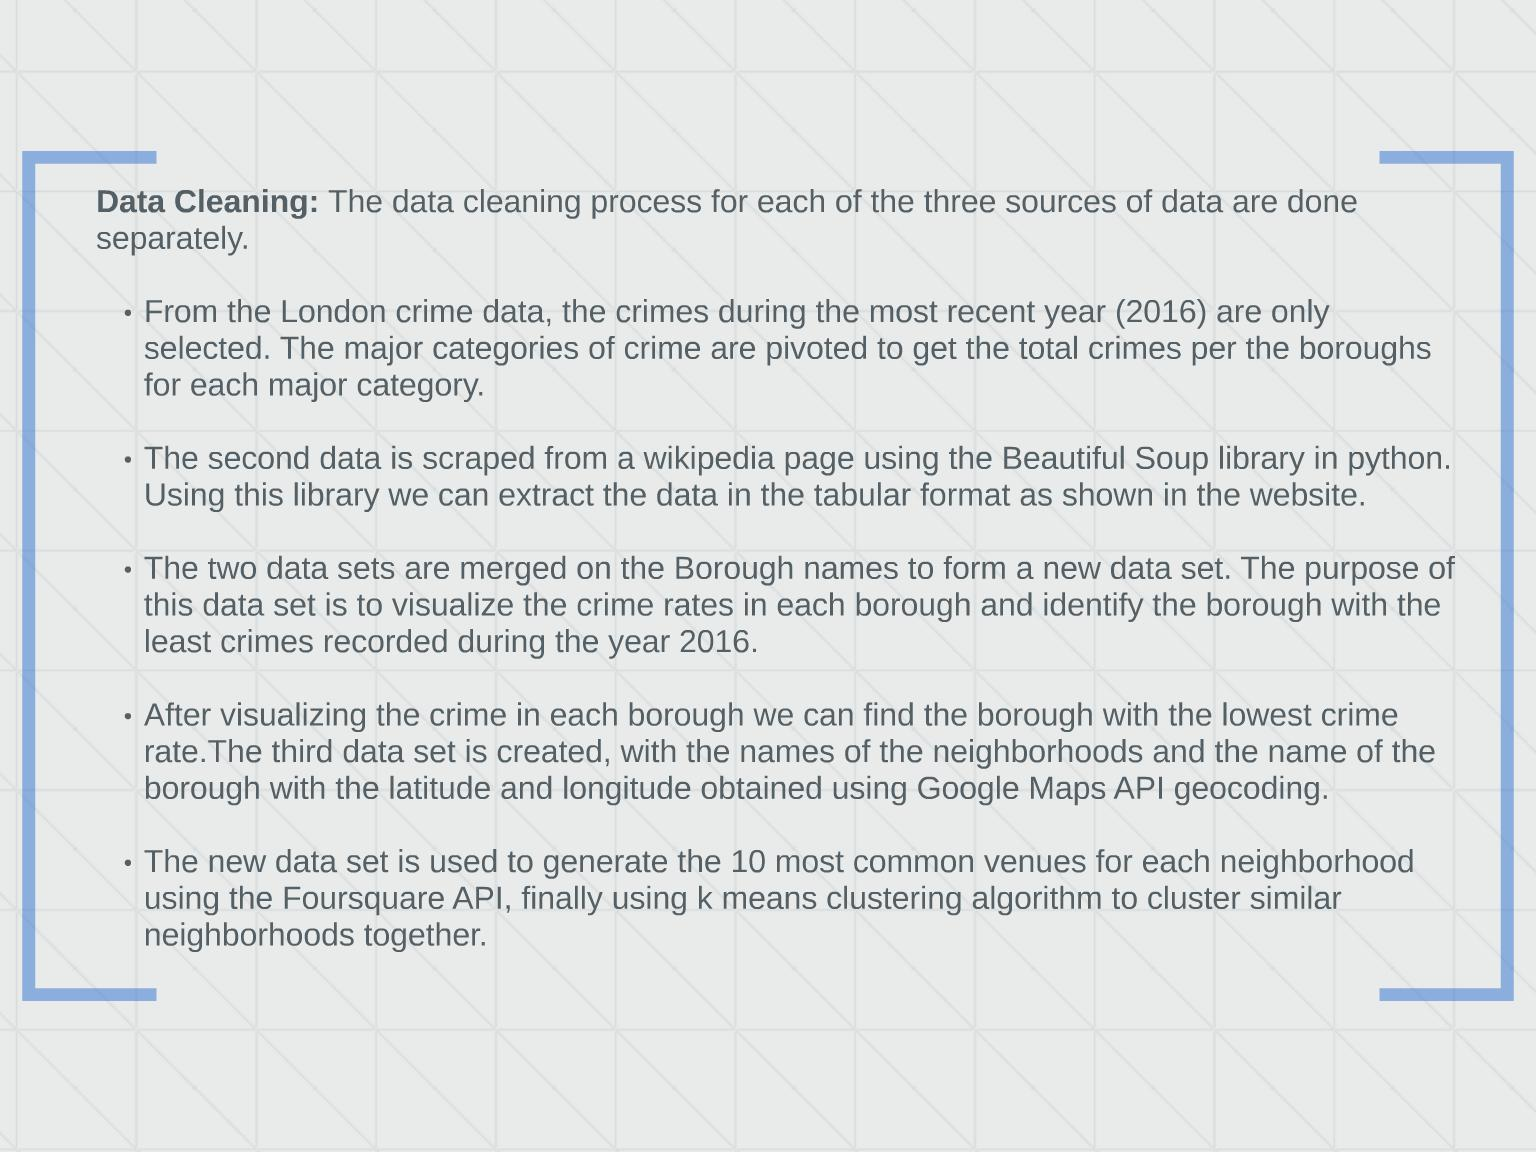 Data Cleaning: The data cleaning process for each of the three sources of data are done
separately.
• From the London crime data, the crimes during the most recent year (2016) are only
selected. The major categories of crime are pivoted to get the total crimes per the boroughs
for each major category.
• The second data is scraped from a wikipedia page using the Beautiful Soup library in python.
Using this library we can extract the data in the tabular format as shown in the website.
• The two data sets are merged on the Borough names to form a new data set. The purpose of
this data set is to visualize the crime rates in each borough and identify the borough with the
least crimes recorded during the year 2016.
• After visualizing the crime in each borough we can find the borough with the lowest crime
rate.The third data set is created, with the names of the neighborhoods and the name of the
borough with the latitude and longitude obtained using Google Maps API geocoding.
• The new data set is used to generate the 10 most common venues for each neighborhood
using the Foursquare API, finally using k means clustering algorithm to cluster similar
neighborhoods together.